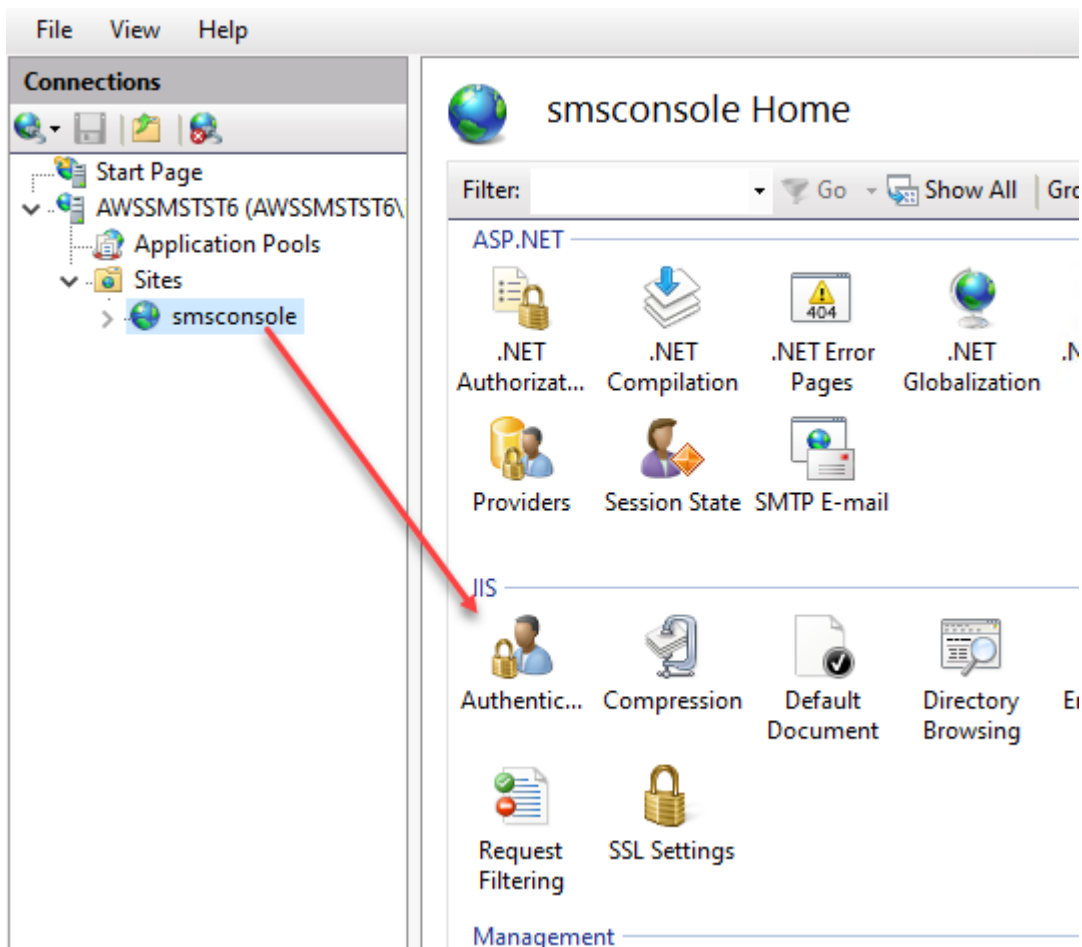 File View Help
Connections
smsconsole Home
Start Page
AWSSMSTST6 (AWSSMSTST6\
Application Pools
Sites
smsconsole
Filter: Go Show All Gro
ASP.NET
.NET Authorizat...
.NET Compilation
404
.NET Error Pages
.NET Globalization
.N
Providers
Session State
SMTP E-mail
IIS
Authentic...
Compression
Default Document
Directory Browsing
Er
Request Filtering
SSL Settings
Management